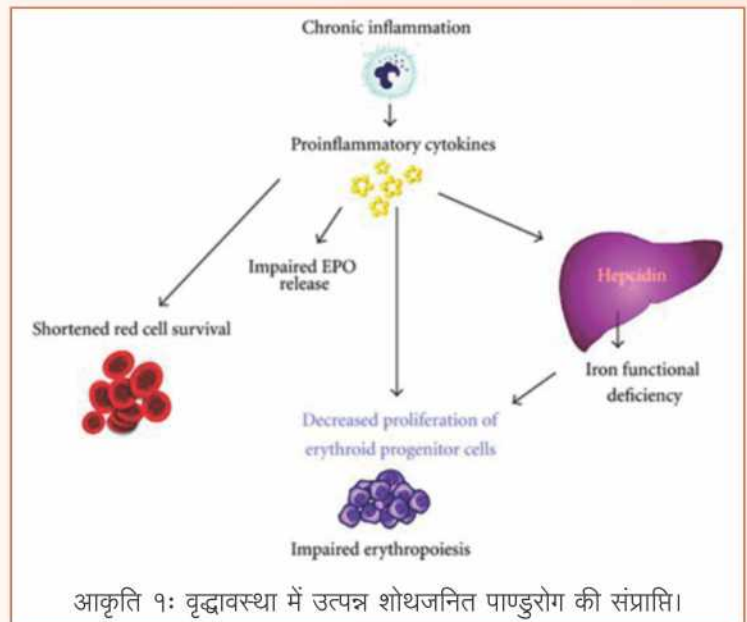 Chronic inflammation
Proinflammatory cytokines
Impaired EPO
release
Hepcidin
Shortened red cell survival
Iron functional
deficiency
Decreased proliferation of
erythroid progenitor cells
Impaired erythropoiesis
आकृति १ः वृद्धावस्था में उत्पन्न शोथजनित पाण्डुरोग की संप्राप्ति।